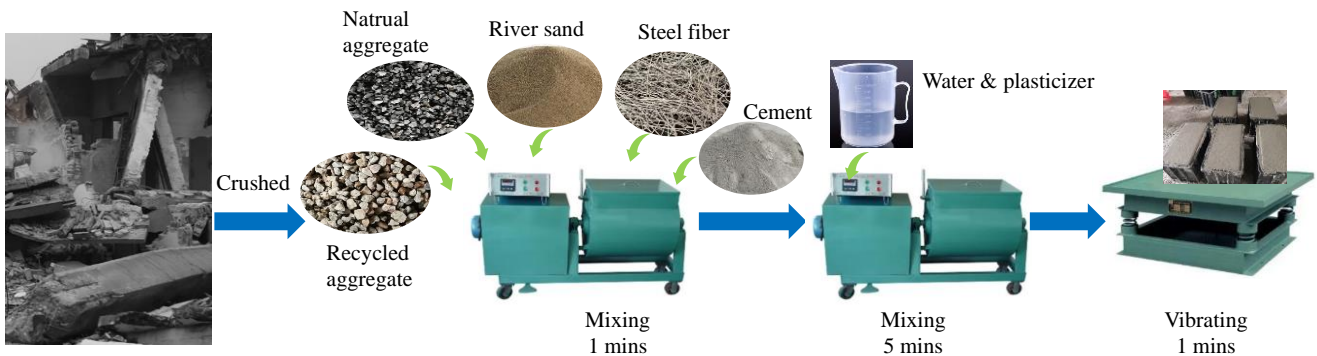 Natrual
aggregate
River sand
Steel fiber
Cement
Water & plasticizer
Crushed
Recycled
aggregate
Mixing
1 mins
Mixing
5 mins
Vibrating
1 mins